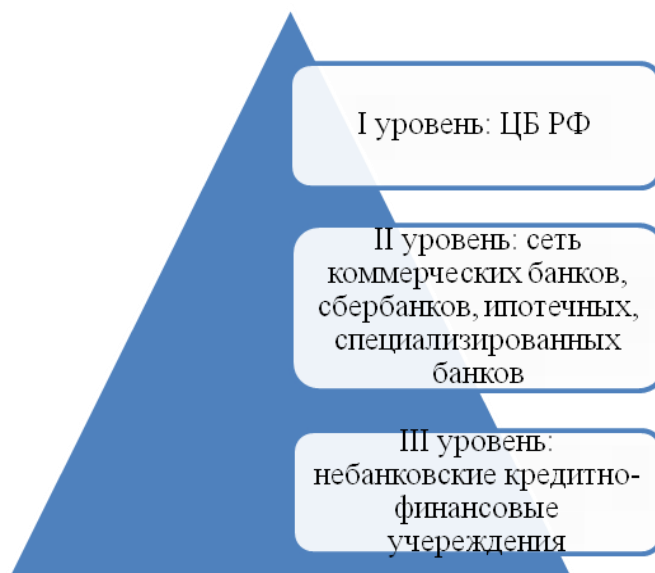 I уровень: ЦБ РФ
II уровень: сеть
коммерческих банков,
сбербанков, ипотечных,
специализированных
банков
III уровень:
небанковские кредитно-
финансовые
учереждения